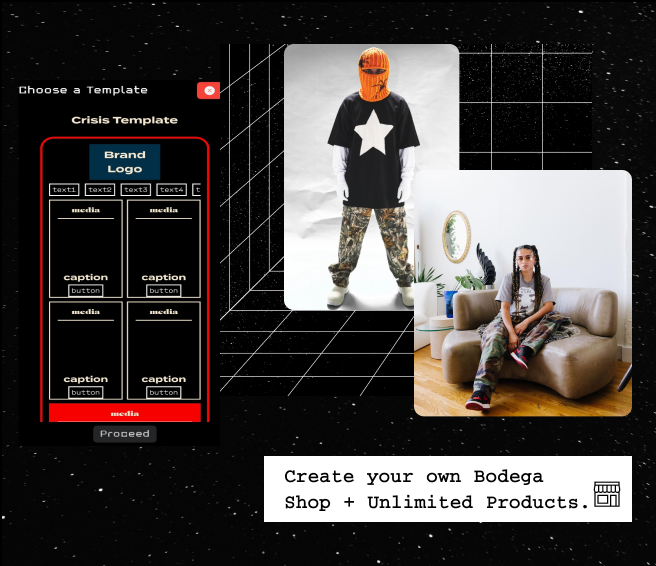 Choose a Template
Crisis Template
Brand
Logo
text1 text2 text3 text4 t
media media
caption caption
button button
media media
caption caption
button button
media
Proceed
Create your own Bodega
Shop + Unlimited Products.